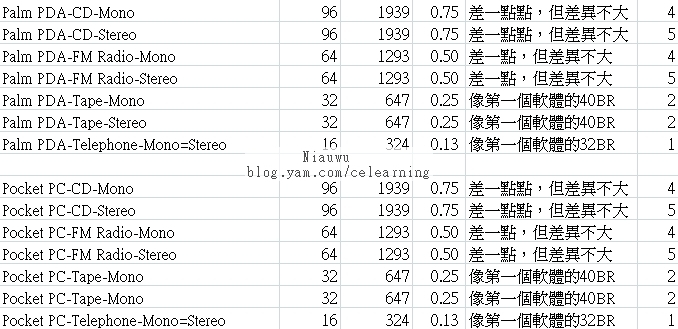 Palm PDA-CD-Mono 96 1939 0.75 差一點點，但差異不大 4
Palm PDA-CD-Stereo 96 1939 0.75 差一點點，但差異不大 5
Palm PDA-FM Radio-Mono 64 1293 0.50 差一點，但差異不大 4
Palm PDA-FM Radio-Stereo 64 1293 0.50 差一點，但差異不大 5
Palm PDA-Tape-Mono 32 647 0.25 像第一個軟體的40BR 2
Palm PDA-Tape-Stereo 32 647 0.25 像第一個軟體的40BR 2
Palm PDA-Telephone-Mono=Stereo 16 324 0.13 像第一個軟體的32BR 1
Niauwu
blog.yam.com/celearning
Pocket PC-CD-Mono 96 1939 0.75 差一點點，但差異不大 4
Pocket PC-CD-Stereo 96 1939 0.75 差一點點，但差異不大 5
Pocket PC-FM Radio-Mono 64 1293 0.50 差一點，但差異不大 4
Pocket PC-FM Radio-Stereo 64 1293 0.50 差一點，但差異不大 5
Pocket PC-Tape-Mono 32 647 0.25 像第一個軟體的40BR 2
Pocket PC-Tape-Mono 32 647 0.25 像第一個軟體的40BR 2
Pocket PC-Telephone-Mono=Stereo 16 324 0.13 像第一個軟體的32BR 1